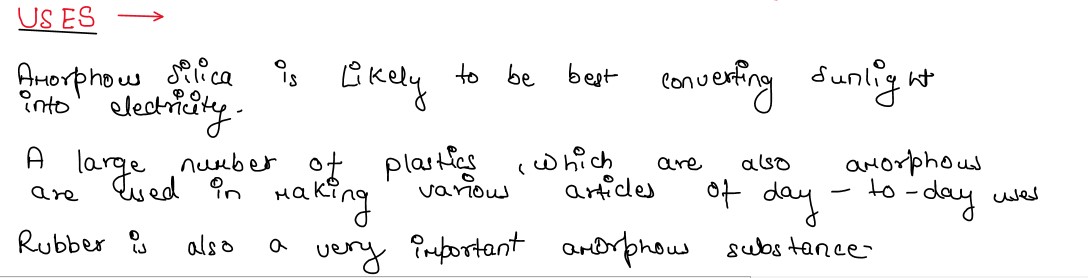 USES →
Amorphous Silica is Likely to be best converting sunlight
into electricity.
A large number of plastics, which are also amorphous
are used in making various articles of day-to-day uses
Rubber is also a very important amorphous substance-